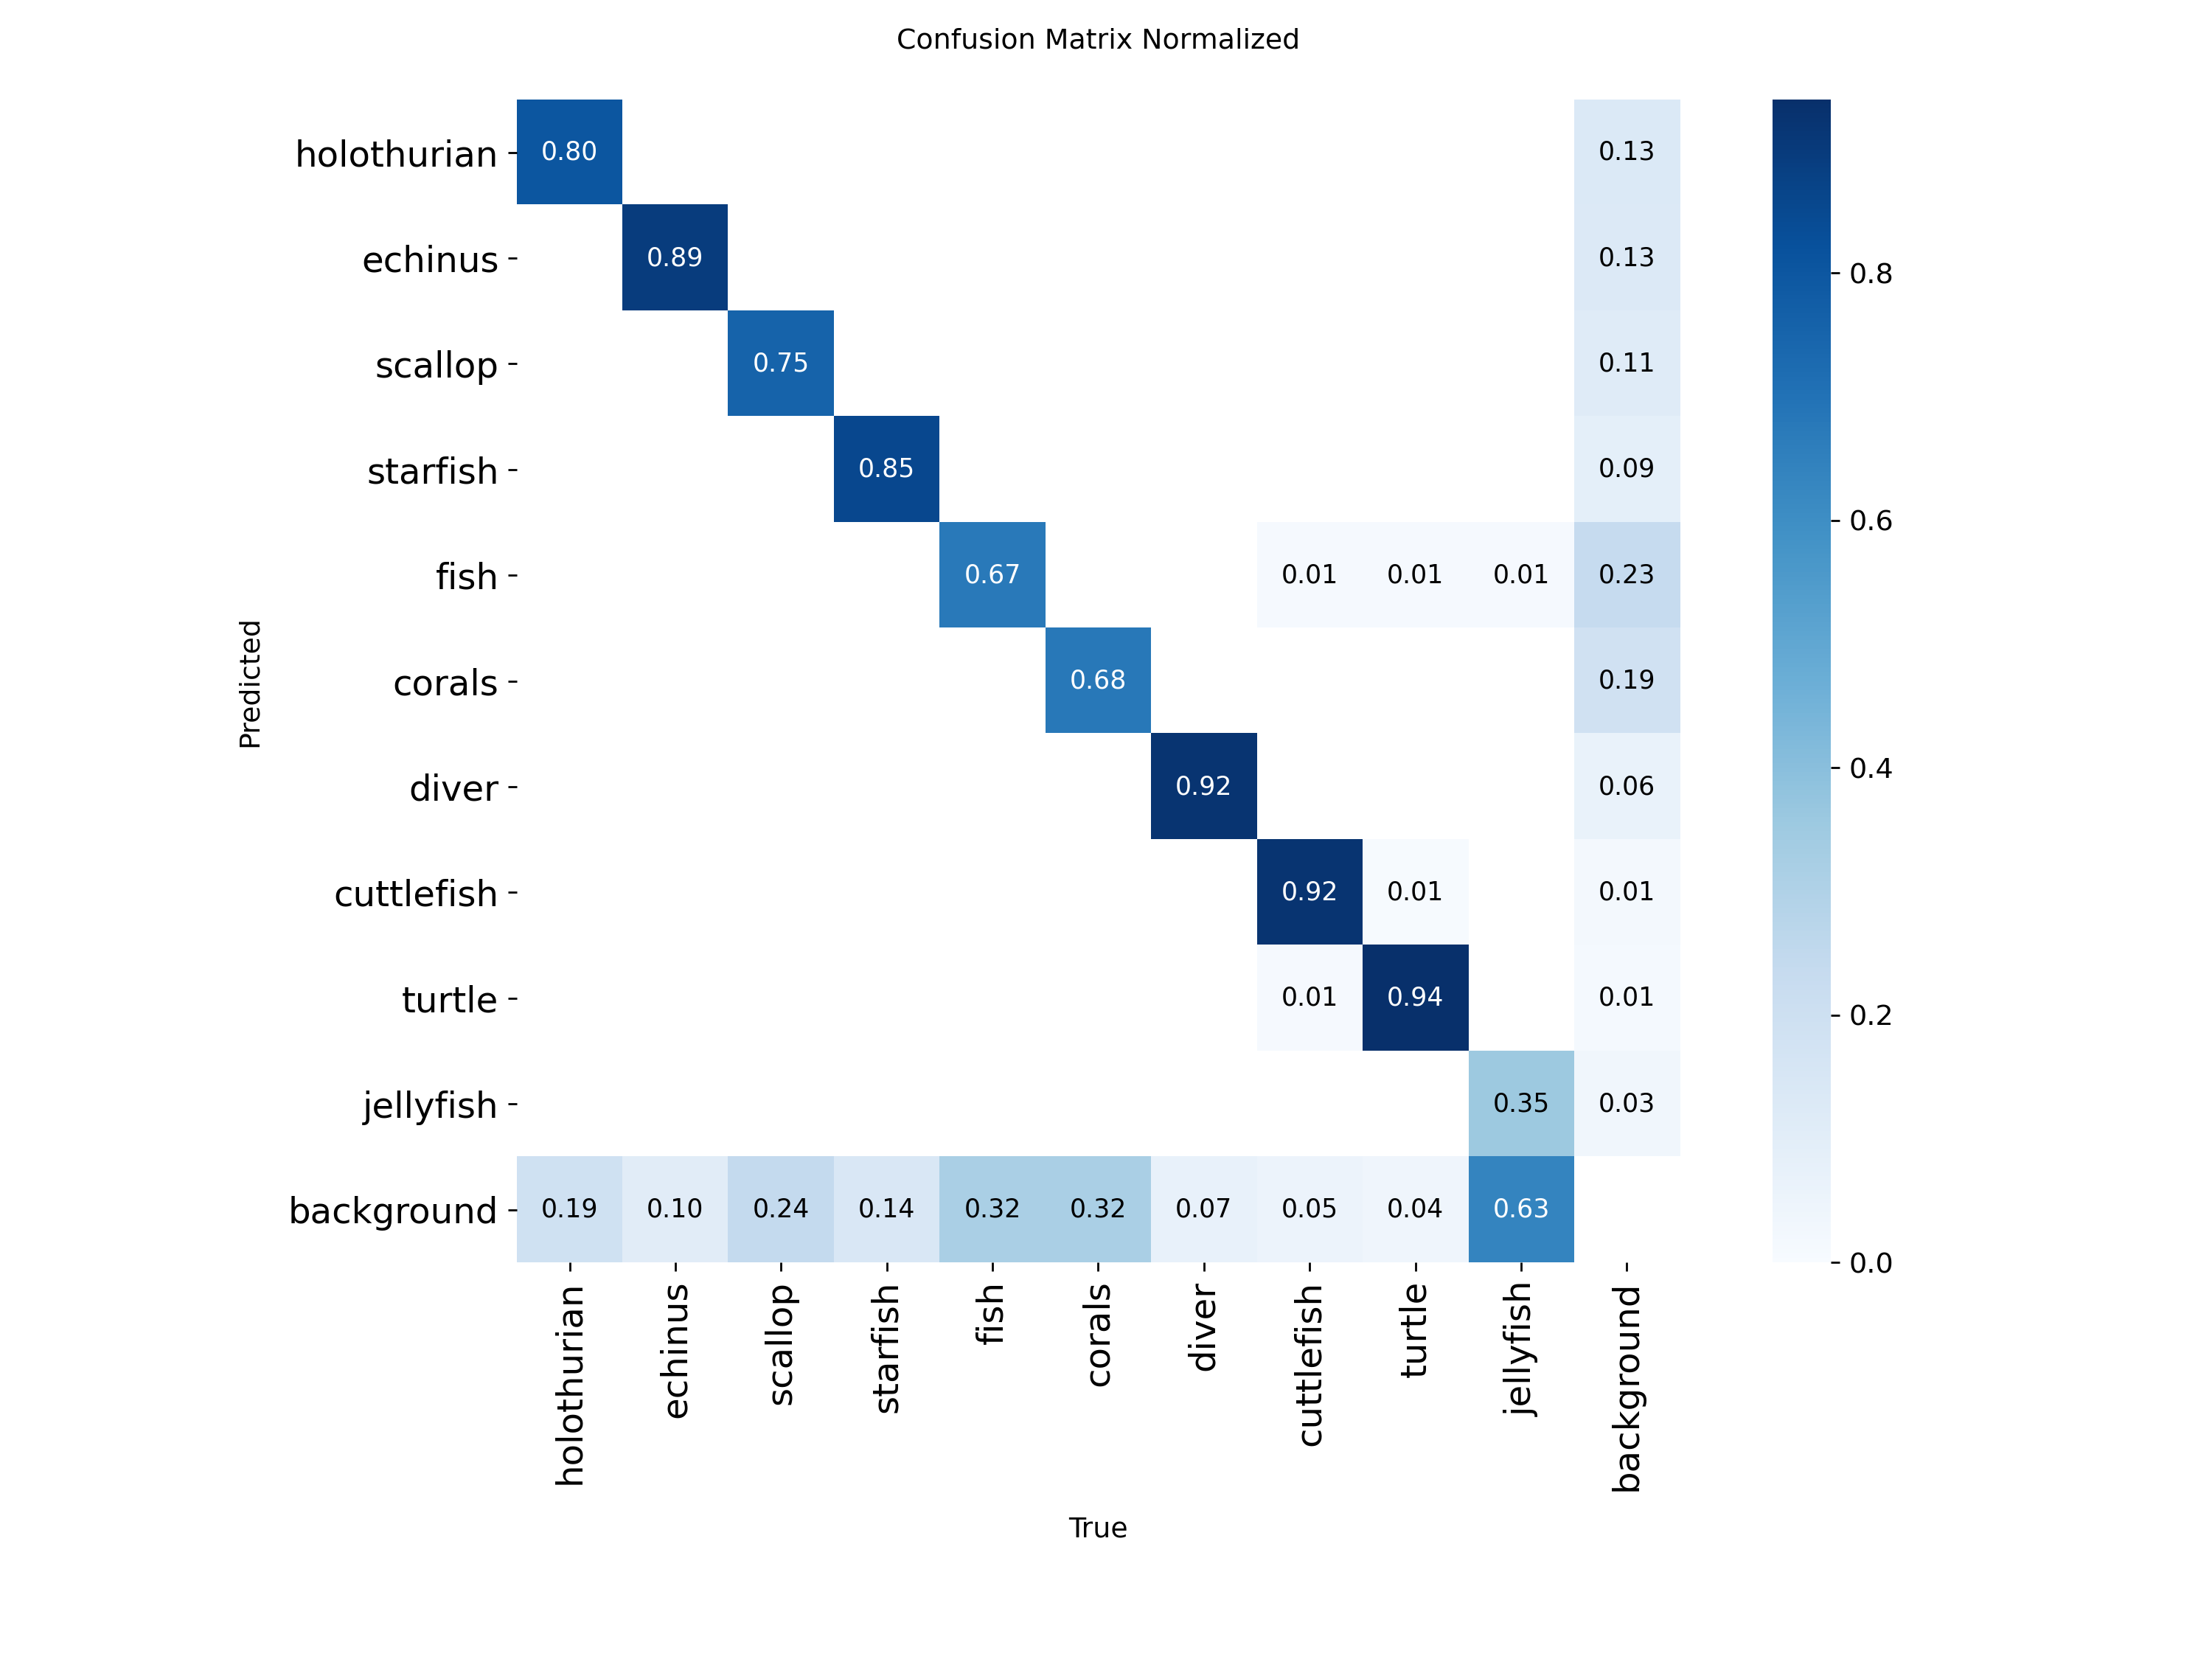 Confusion Matrix Normalized
holothurian 0.80 0.13
echinus 0.89 0.13
scallop 0.75 0.11
starfish 0.85 0.09
fish 0.67 0.01 0.01 0.01 0.23
corals 0.68 0.19
diver 0.92 0.06
cuttlefish 0.92 0.01 0.01
turtle 0.01 0.94 0.01
jellyfish 0.35 0.03
background 0.19 0.10 0.24 0.14 0.32 0.32 0.07 0.05 0.04 0.63
Predicted
holothurian
echinus
scallop
starfish
fish
corals
diver
cuttlefish
turtle
jellyfish
background
True
0.8
0.6
0.4
0.2
0.0